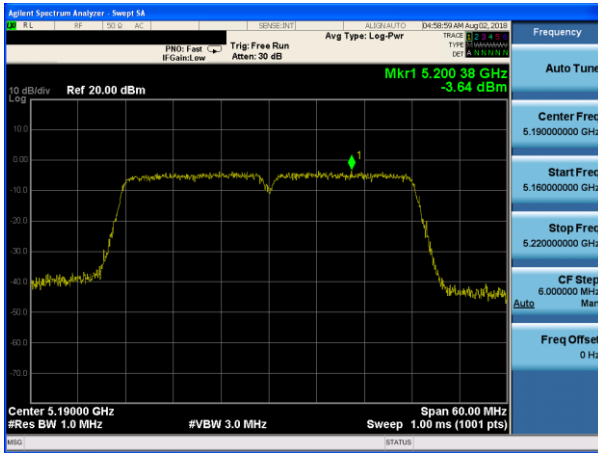 Agilent Spectrum Analyzer - Swept SA
RL RF 50 Ω AC SENSE:INT ALIGN AUTO 04:58:59 AM Aug 02, 2018
Avg Type: Log-Pwr TRACE 1 2 3 4 5 6
PNO: Fast Trig: Free Run TYPE M
IFGain:Low Atten: 30 dB DET A N N N N N
Mkr1 5.200 38 GHz
-3.64 dBm
10 dB/div Ref 20.00 dBm
Log
10.0
0.00
1
-10.0
-20.0
-30.0
-40.0
-50.0
-60.0
-70.0
Center 5.19000 GHz Span 60.00 MHz
#Res BW 1.0 MHz #VBW 3.0 MHz Sweep 1.00 ms (1001 pts)
MSG STATUS
Frequency
Auto Tune
Center Freq
5.190000000 GHz
Start Freq
5.160000000 GHz
Stop Freq
5.220000000 GHz
CF Step
6.000000 MHz
Auto Man
Freq Offset
0 Hz